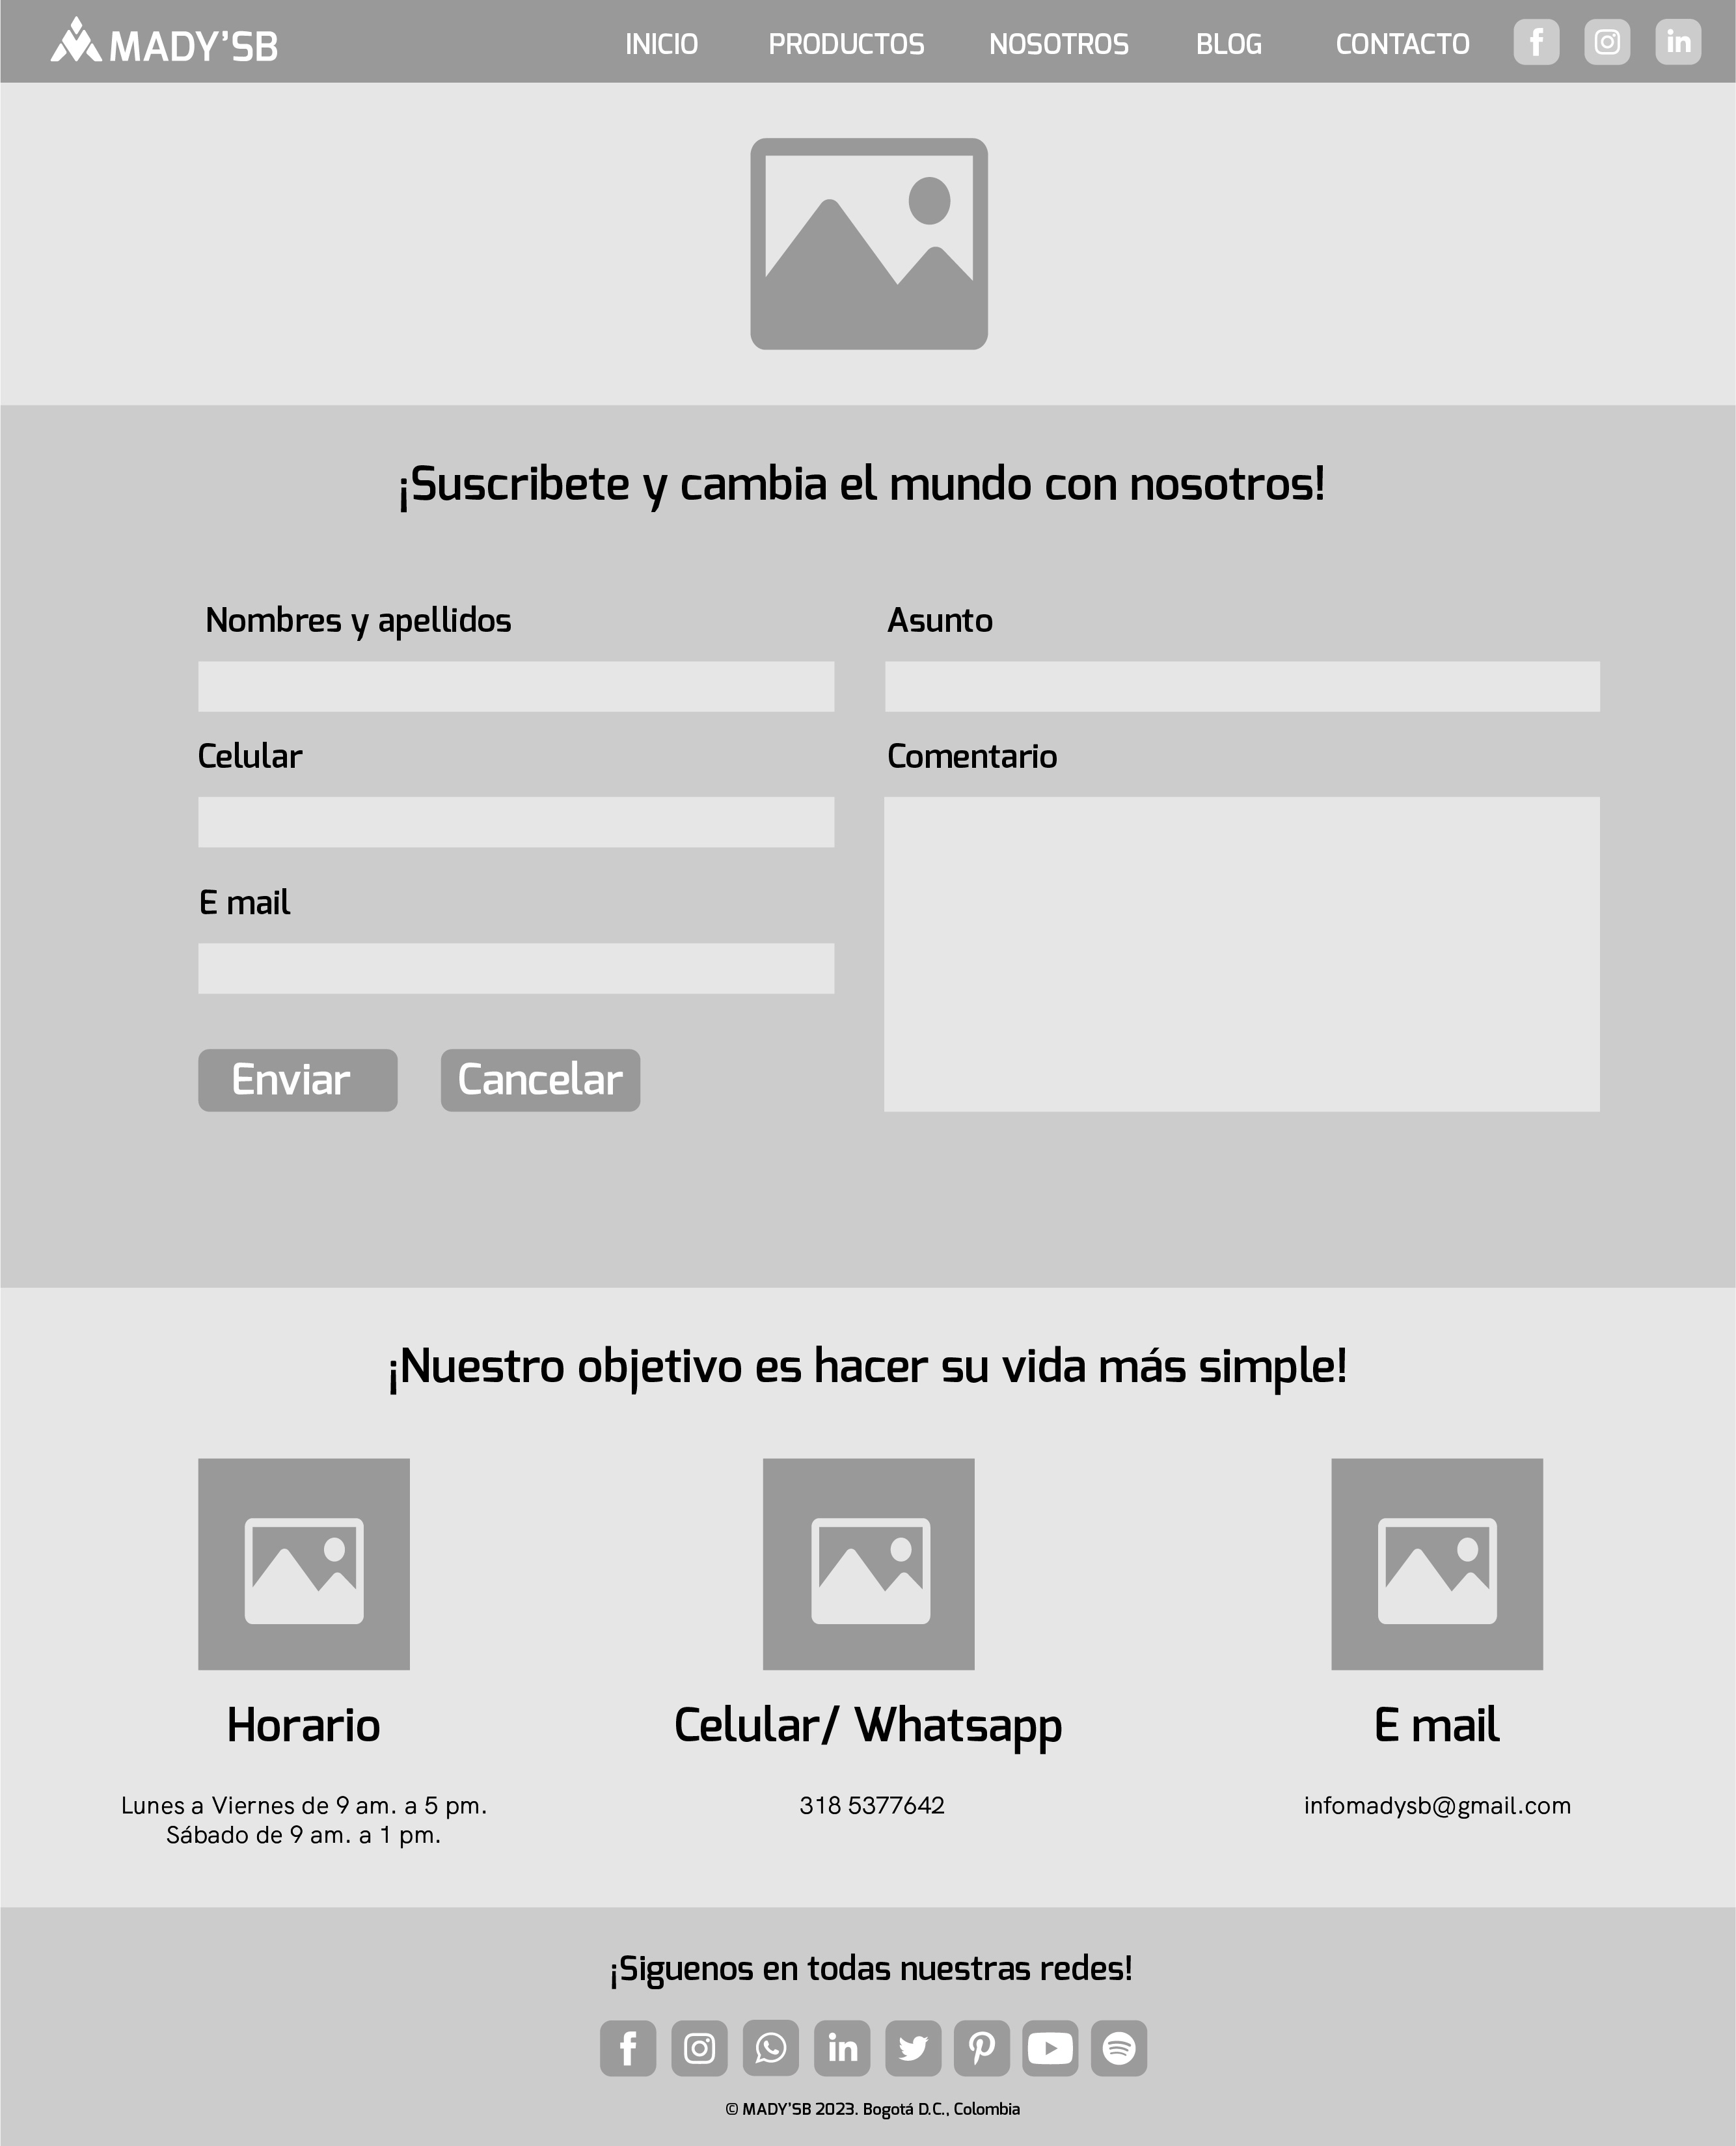 MADY'SB
INICIO PRODUCTOS NOSOTROS BLOG CONTACTO
¡Suscribete y cambia el mundo con nosotros!
Nombres y apellidos
Asunto
Celular
Comentario
E mail
Enviar Cancelar
¡Nuestro objetivo es hacer su vida más simple!
Horario
Lunes a Viernes de 9 am. a 5 pm.
Sábado de 9 am. a 1 pm.
Celular/ Whatsapp
318 5377642
E mail
infomadysb@gmail.com
¡Siguenos en todas nuestras redes!
© MADY'SB 2023. Bogotá D.C., Colombia